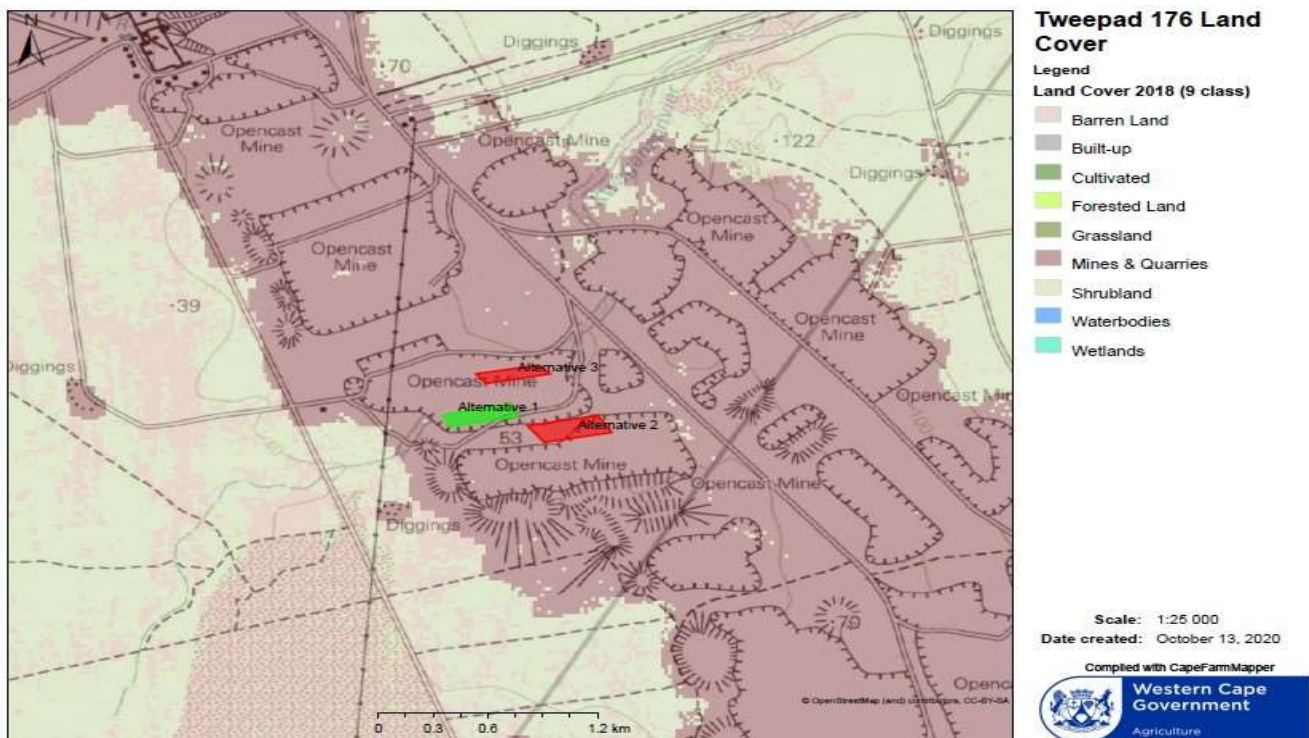 Tweepad 176 Land
Cover
Legend
Land Cover 2018 (9 class)
Barren Land
Built-up
Cultivated
Forested Land
Grassland
Mines & Quarries
Shrubland
Waterbodies
Wetlands
N
Diggings
Diggings
70
Opencast
Mine
Opencast Mine
122
Diggings
Opencast
Mine
Opencast
Mine
39
Opencast
Mine
Diggings
Alternative 3
Opencast Mine
Alternative 1
Alternative 2
53
Opencast Mine
Opencast Mine
Opencast Min
100
Diggings
79
Openc
© OpenStreetMap (and) contributors, CC-BY-SA
0 0.3 0.6 1.2 km
Scale: 1:25 000
Date created: October 13, 2020
Compiled with CapeFarmMapper
Western Cape
Government
Agriculture